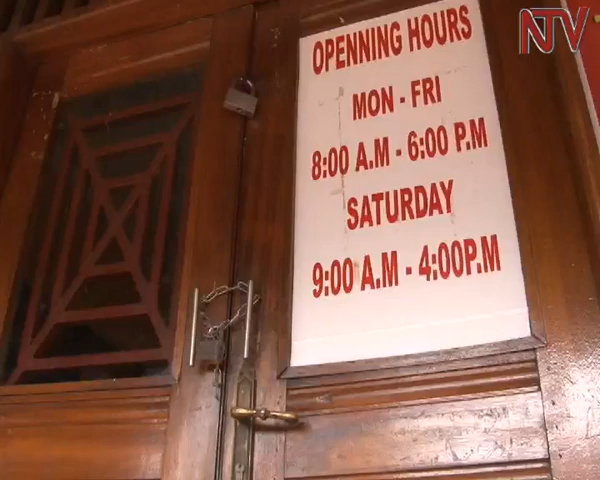 NTV
OPENNING HOURS
MON - FRI
8:00 A.M - 6:00 P.M
SATURDAY
9:00 A.M - 4:00P.M